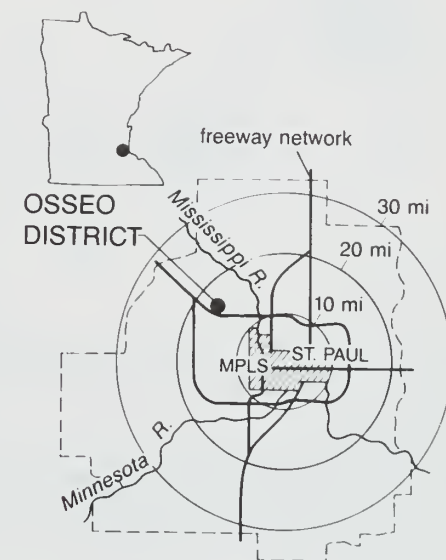 freeway network
OSSEO
DISTRICT
Mississippi R.
30 mi
20 mi
10 mi
MPLS
ST. PAUL
Minnesota R.